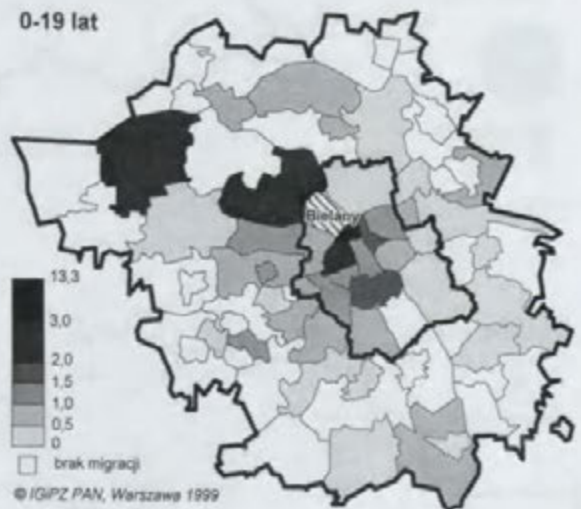 0-19 lat
Bielany
13,3
3,0
2,0
1,5
1,0
0,5
0
brak migracji
© IGiPZ PAN, Warszawa 1999